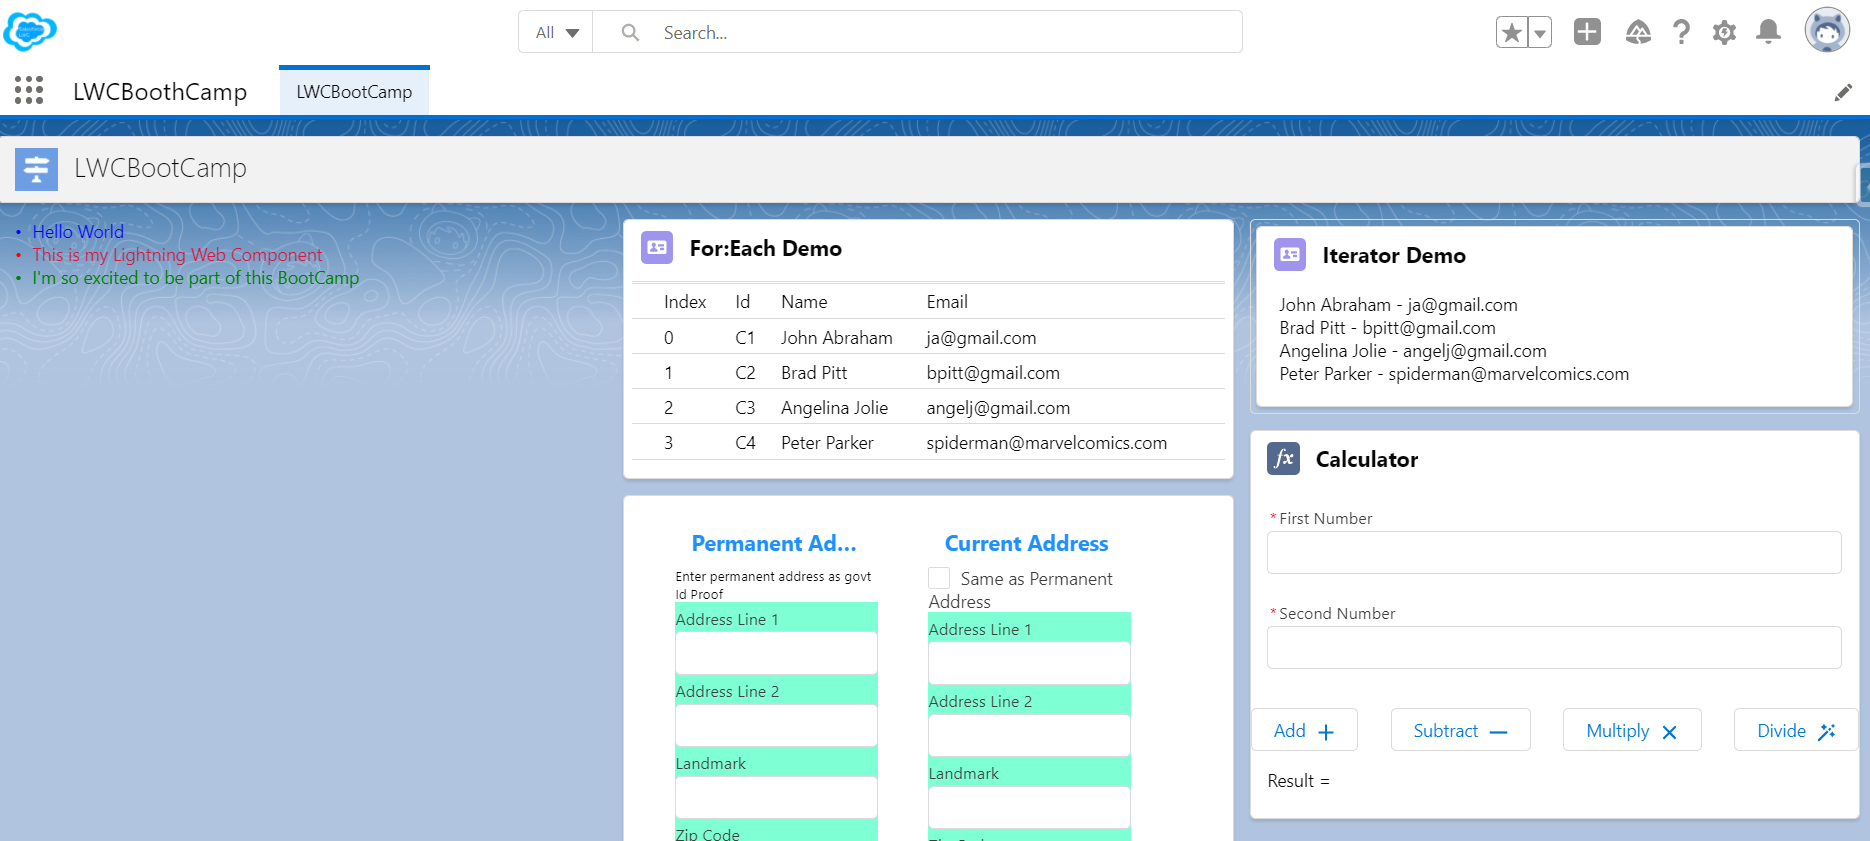 All
Search...
LWCBoothCamp
LWCBootCamp
LWCBootCamp
• Hello World
• This is my Lightning Web Component
• I'm so excited to be part of this BootCamp
For:Each Demo
Index Id Name Email
0 C1 John Abraham ja@gmail.com
1 C2 Brad Pitt bpitt@gmail.com
2 C3 Angelina Jolie angelj@gmail.com
3 C4 Peter Parker spiderman@marvelcomics.com
Permanent Ad...
Enter permanent address as govt
Id Proof
Address Line 1
Address Line 2
Landmark
Zip Code
Current Address
Same as Permanent
Address
Address Line 1
Address Line 2
Landmark
Iterator Demo
John Abraham - ja@gmail.com
Brad Pitt - bpitt@gmail.com
Angelina Jolie - angelj@gmail.com
Peter Parker - spiderman@marvelcomics.com
fx Calculator
* First Number
* Second Number
Add + Subtract — Multiply × Divide
Result =